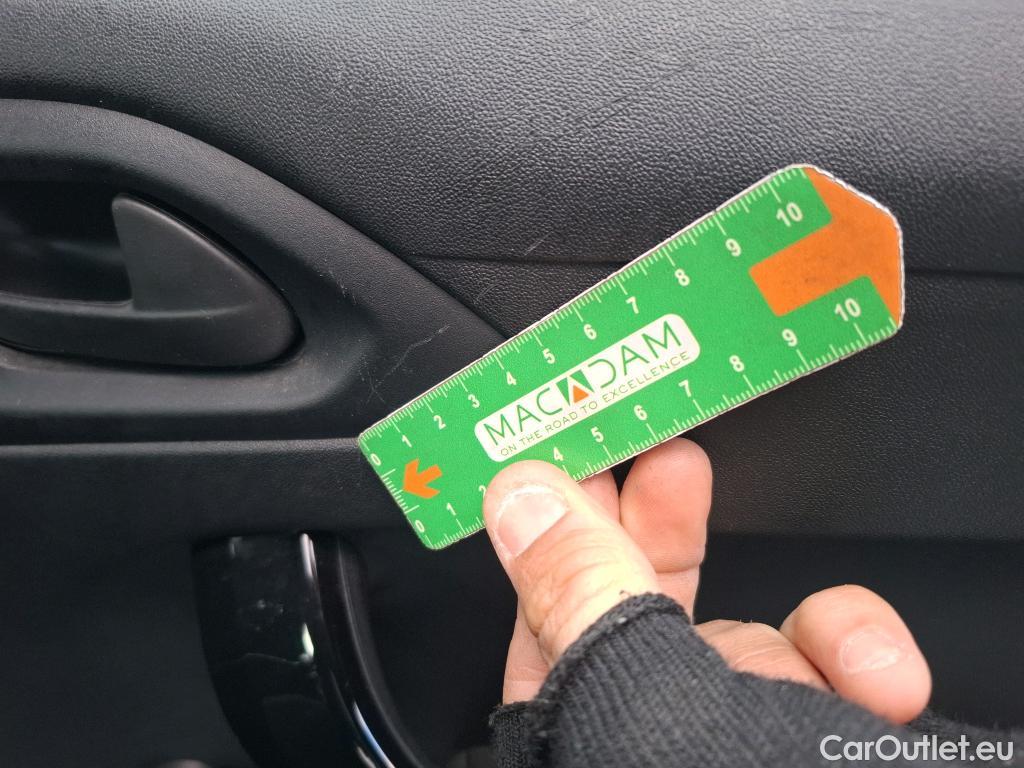 0 1 2 3 4 5 6 7 8 9 10
MACADAM
ON THE ROAD TO EXCELLENCE
0 1 2 4 5 6 7 8 9 10
CarOutlet.eu